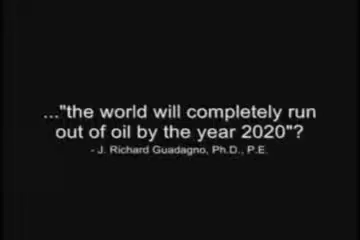 ..."the world will completely run
out of oil by the year 2020"?
- J. Richard Guadagno, Ph.D., P.E.